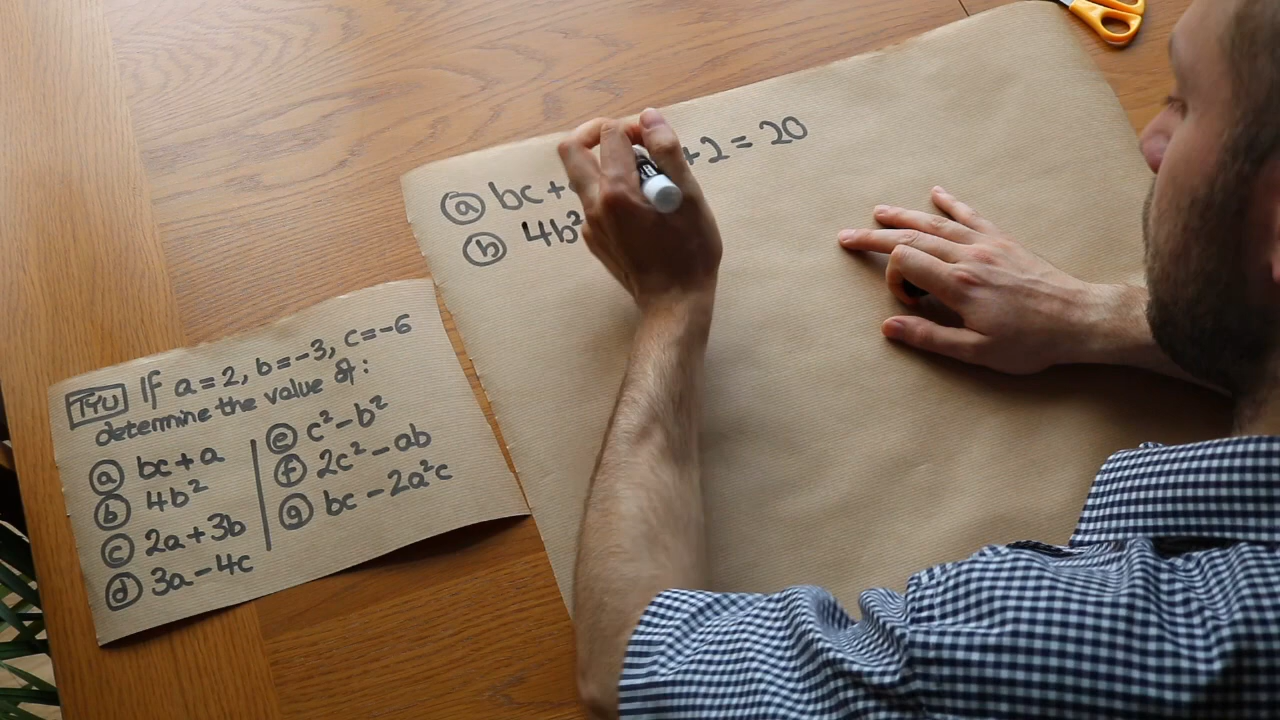 ⓐ bc + +2 = 20
ⓑ 4b²
TYU If a = 2, b = -3, c = -6
determine the value of:
ⓐ bc + a
ⓑ 4b²
ⓒ 2a + 3b
ⓓ 3a - 4c
ⓔ c² - b²
ⓕ 2c² - ab
ⓖ bc - 2a²c